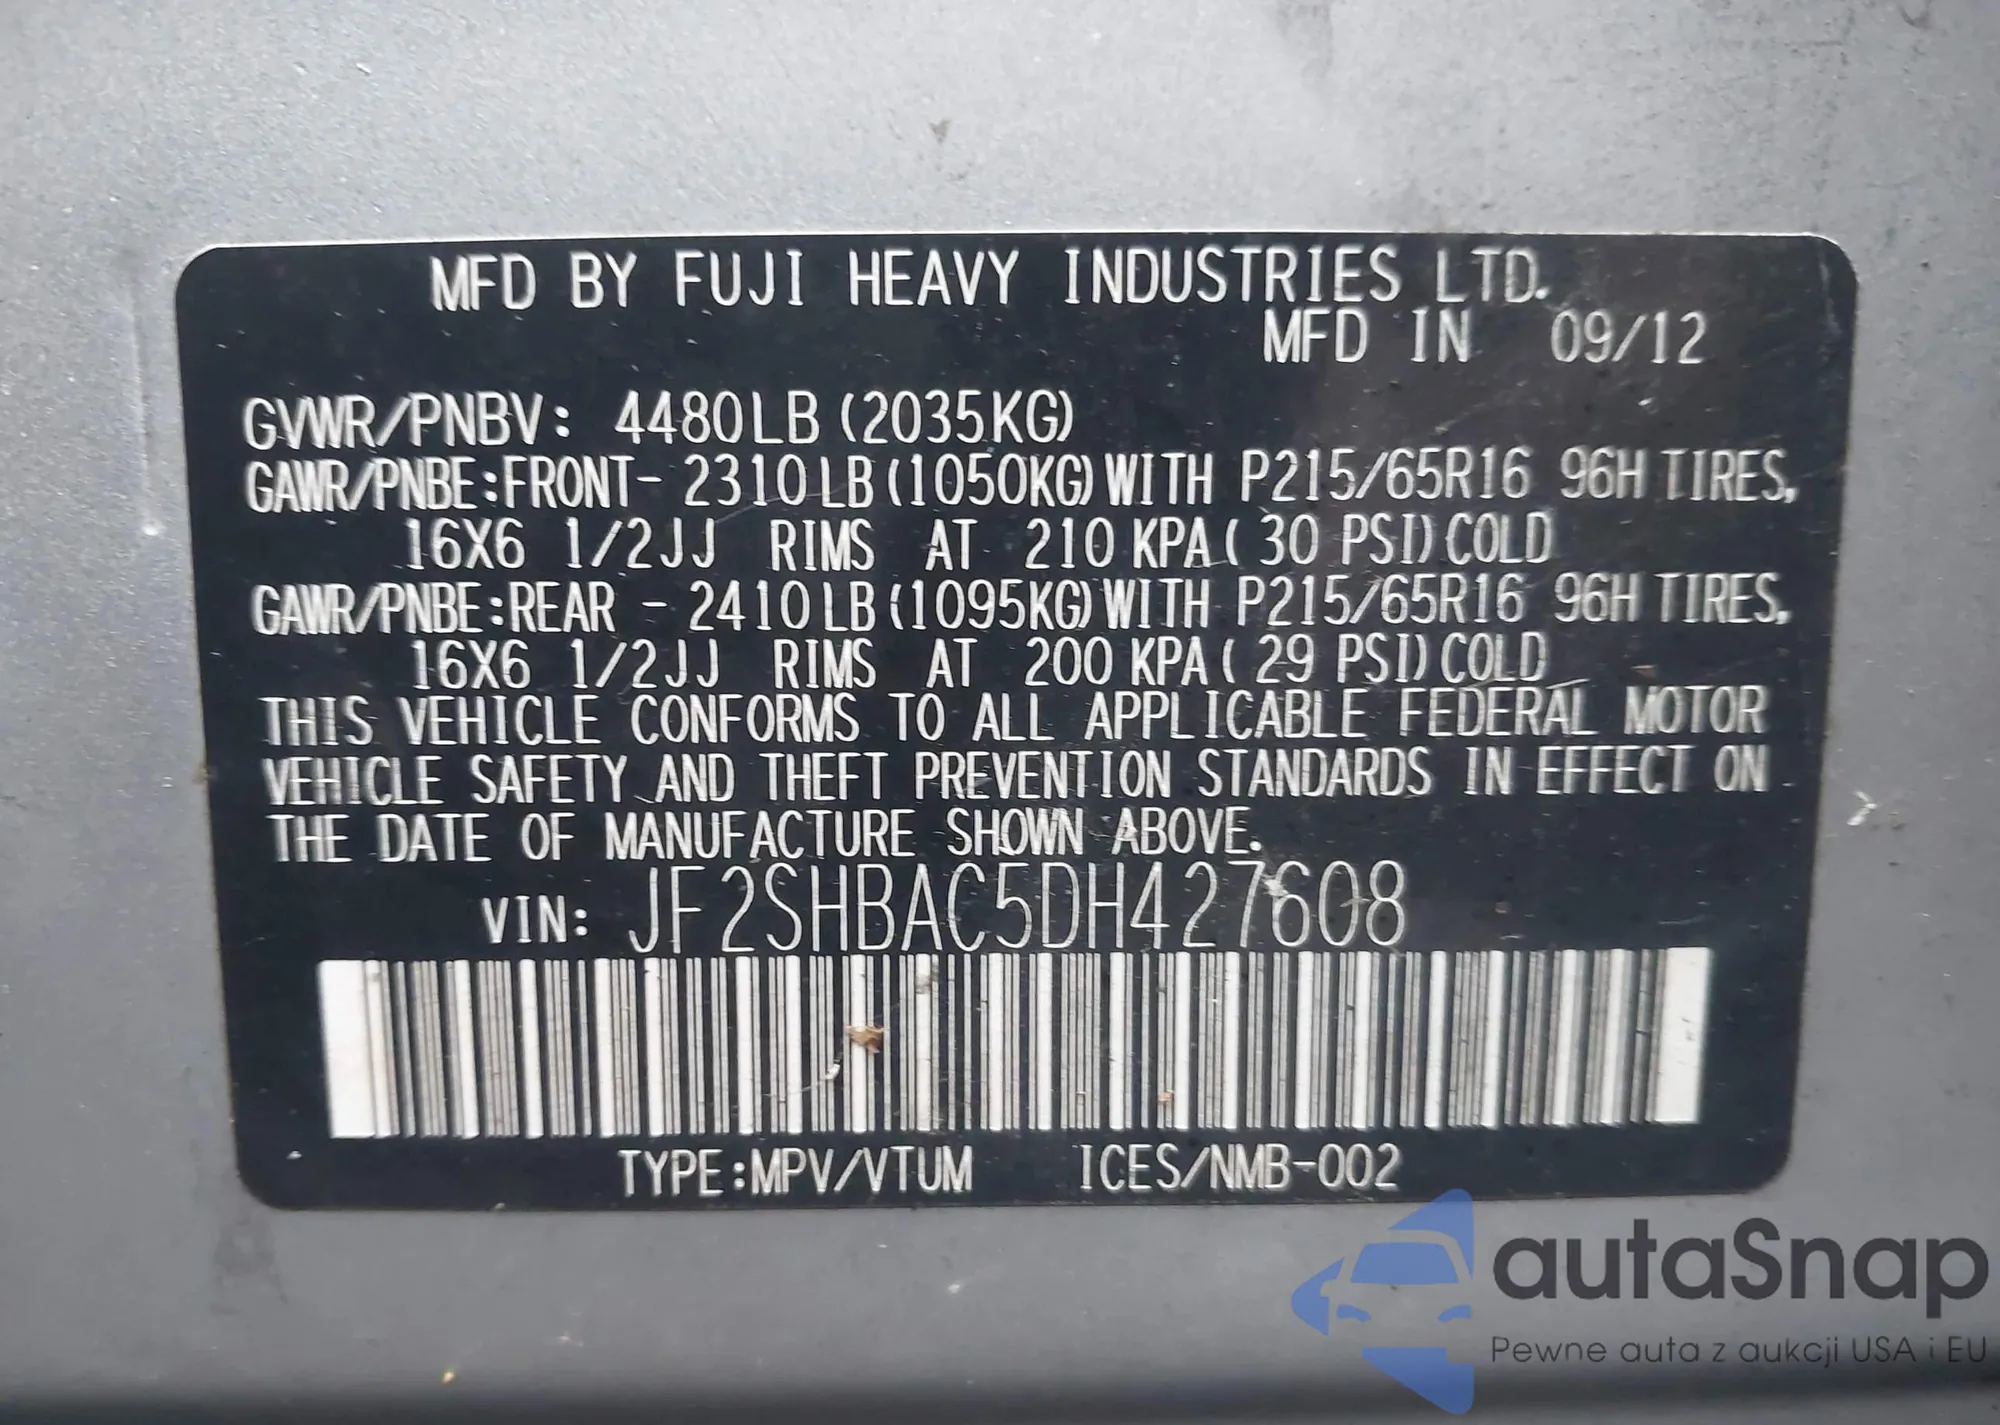 MFD BY FUJI HEAVY INDUSTRIES LTD.
MFD IN 09/12
GVWR/PNBV: 4480LB (2035KG)
GAWR/PNBE:FRONT- 2310LB (1050KG) WITH P215/65R16 96H TIRES,
16X6 1/2JJ RIMS AT 210 KPA ( 30 PSI) COLD
GAWR/PNBE:REAR - 2410LB (1095KG) WITH P215/65R16 96H TIRES,
16X6 1/2JJ RIMS AT 200 KPA ( 29 PSI) COLD
THIS VEHICLE CONFORMS TO ALL APPLICABLE FEDERAL MOTOR
VEHICLE SAFETY AND THEFT PREVENTION STANDARDS IN EFFECT ON
THE DATE OF MANUFACTURE SHOWN ABOVE.
VIN: JF2SHBAC5DH427608
TYPE:MPV/VTUM ICES/NMB-002
autaSnap
Pewne auta z aukcji USA i EU